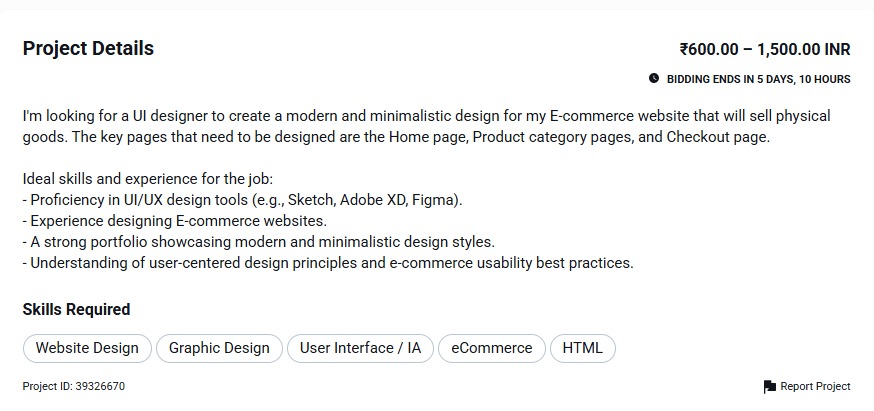 Project Details
₹600.00 – 1,500.00 INR
BIDDING ENDS IN 5 DAYS, 10 HOURS
I'm looking for a UI designer to create a modern and minimalistic design for my E-commerce website that will sell physical
goods. The key pages that need to be designed are the Home page, Product category pages, and Checkout page.
Ideal skills and experience for the job:
- Proficiency in UI/UX design tools (e.g., Sketch, Adobe XD, Figma).
- Experience designing E-commerce websites.
- A strong portfolio showcasing modern and minimalistic design styles.
- Understanding of user-centered design principles and e-commerce usability best practices.
Skills Required
Website Design
Graphic Design
User Interface / IA
eCommerce
HTML
Project ID: 39326670
Report Project